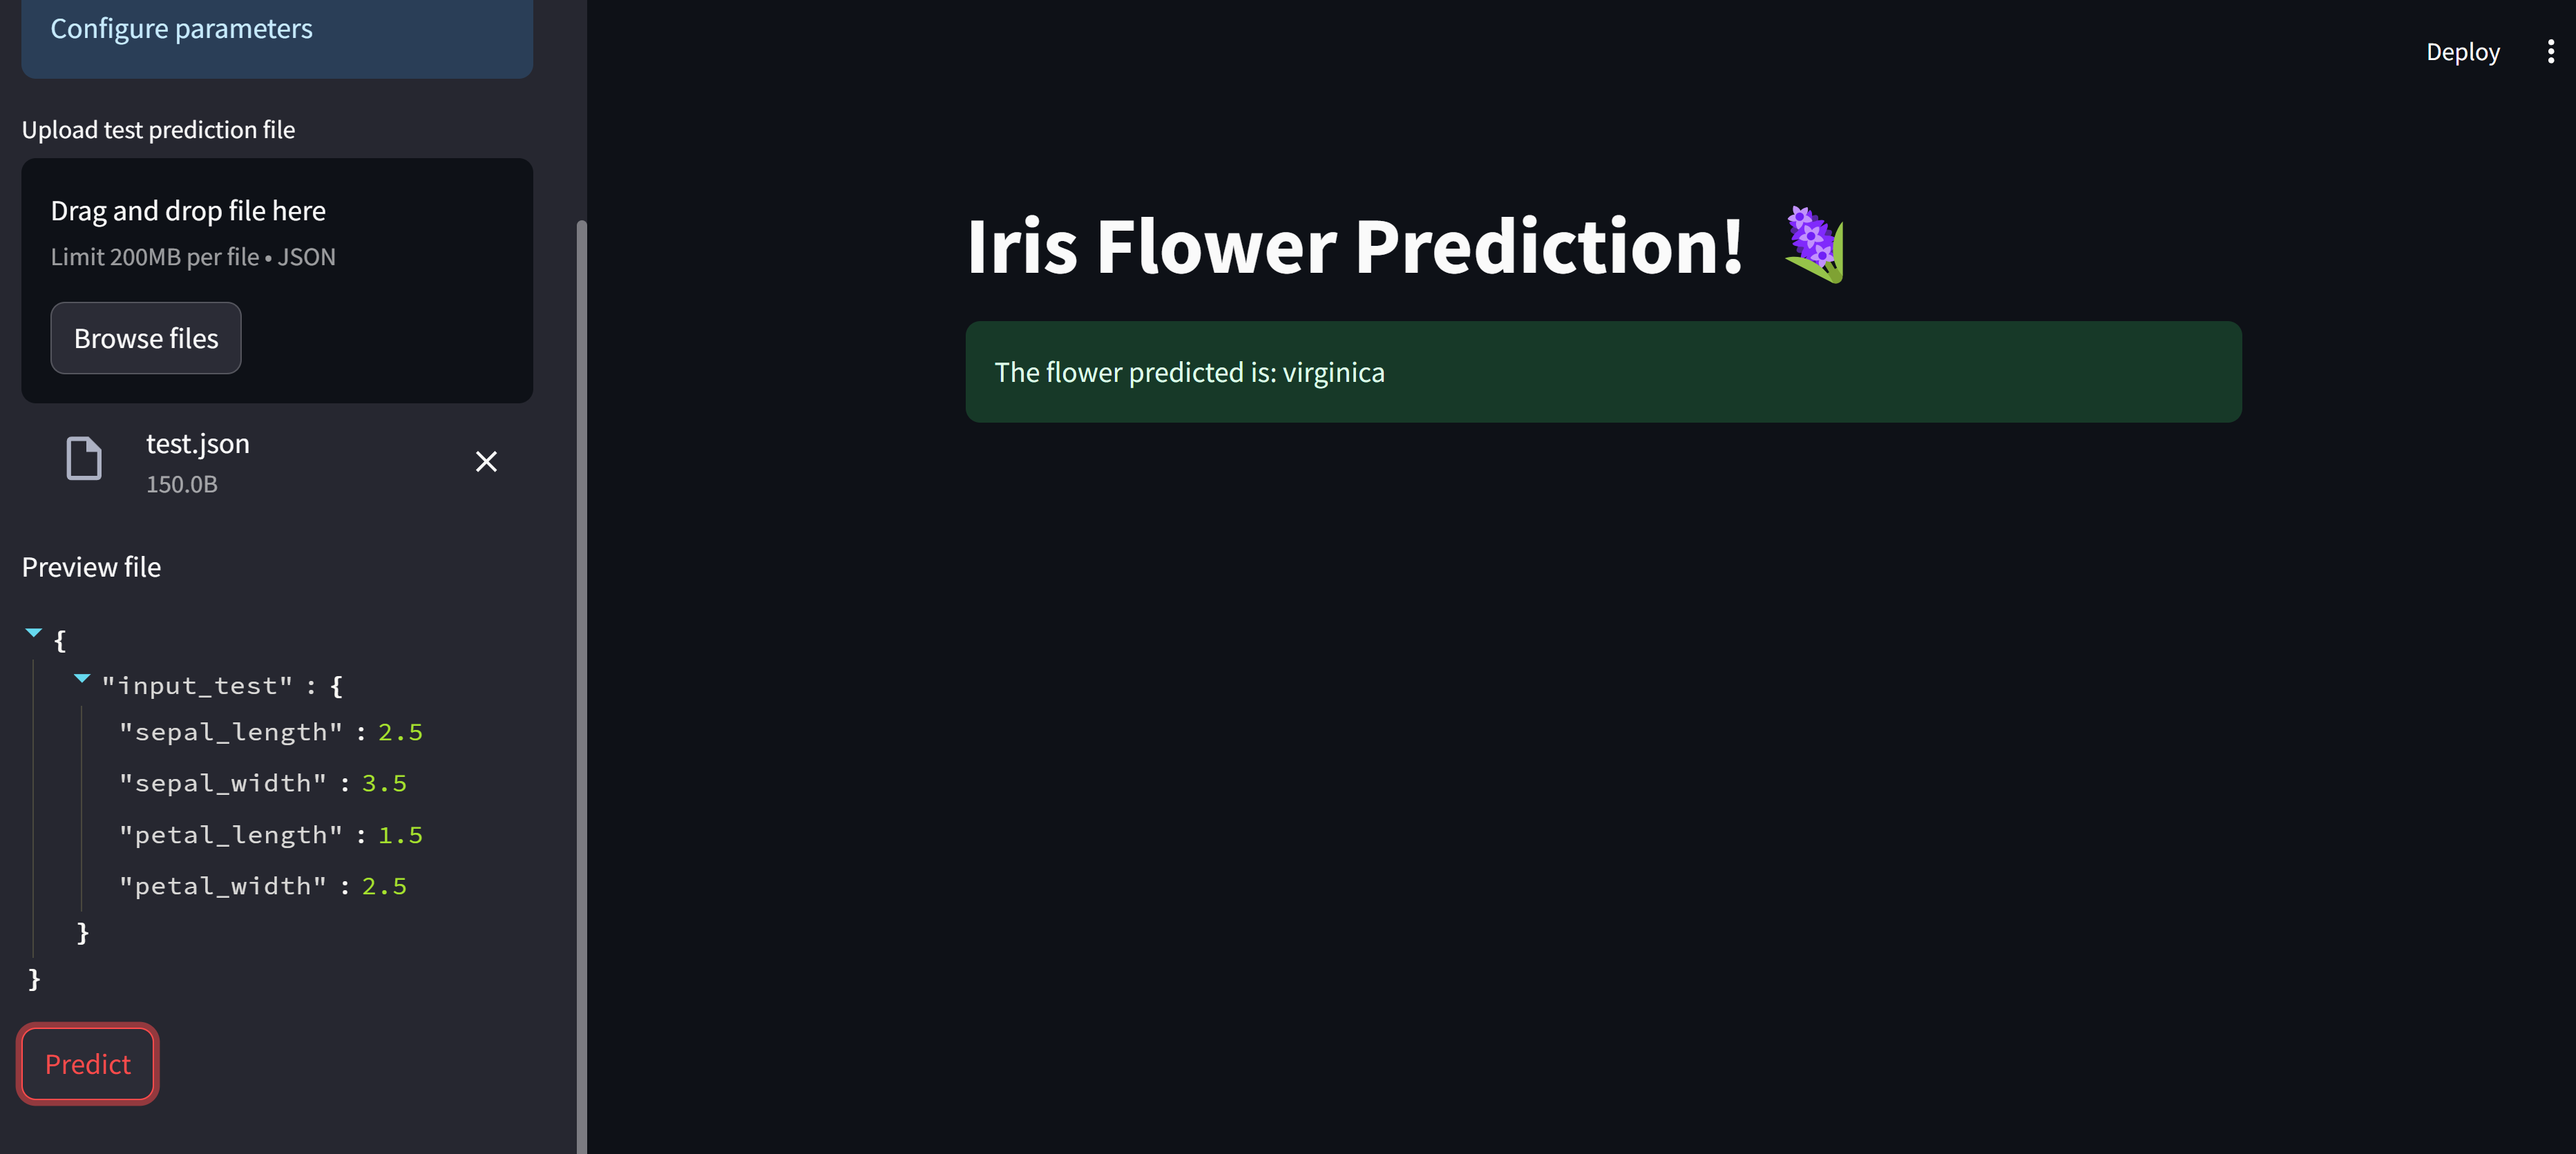 Configure parameters
Upload test prediction file
Drag and drop file here
Limit 200MB per file • JSON
Browse files
test.json
150.0B
Preview file
{
"input_test" : {
"sepal_length" : 2.5
"sepal_width" : 3.5
"petal_length" : 1.5
"petal_width" : 2.5
}
}
Predict
Deploy
Iris Flower Prediction!
The flower predicted is: virginica